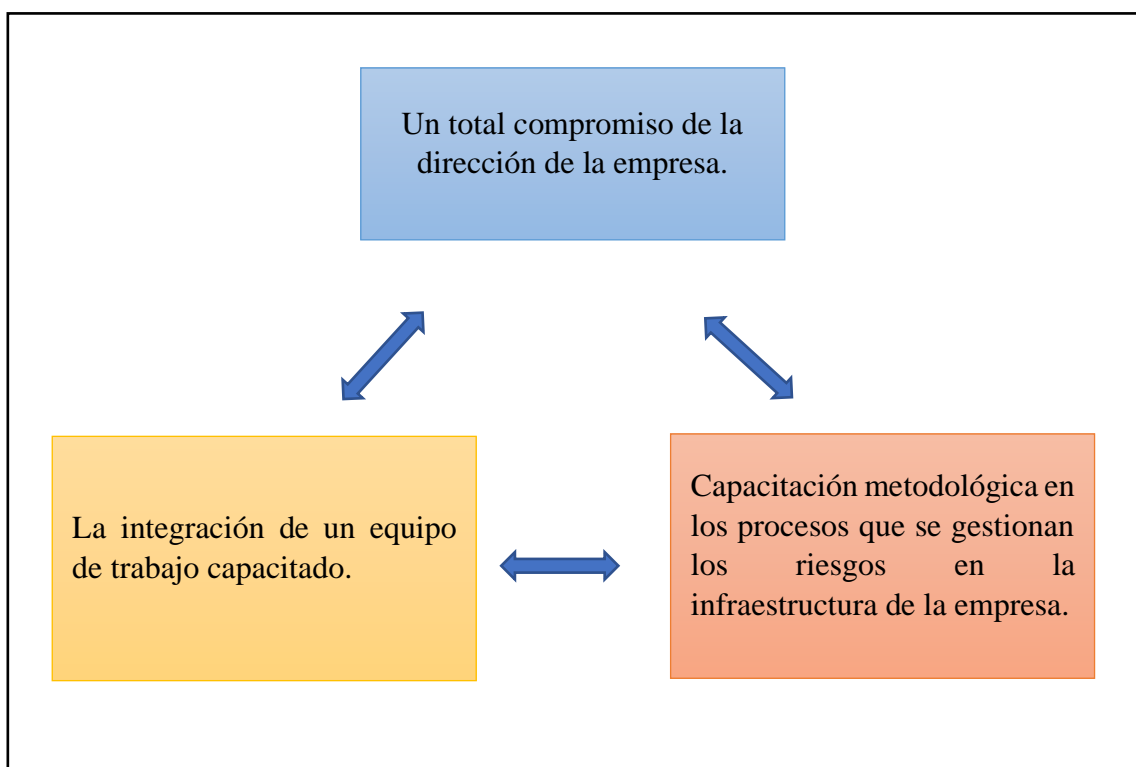 Un total compromiso de la
dirección de la empresa.
La integración de un equipo
de trabajo capacitado.
Capacitación metodológica en
los procesos que se gestionan
los riesgos en la
infraestructura de la empresa.